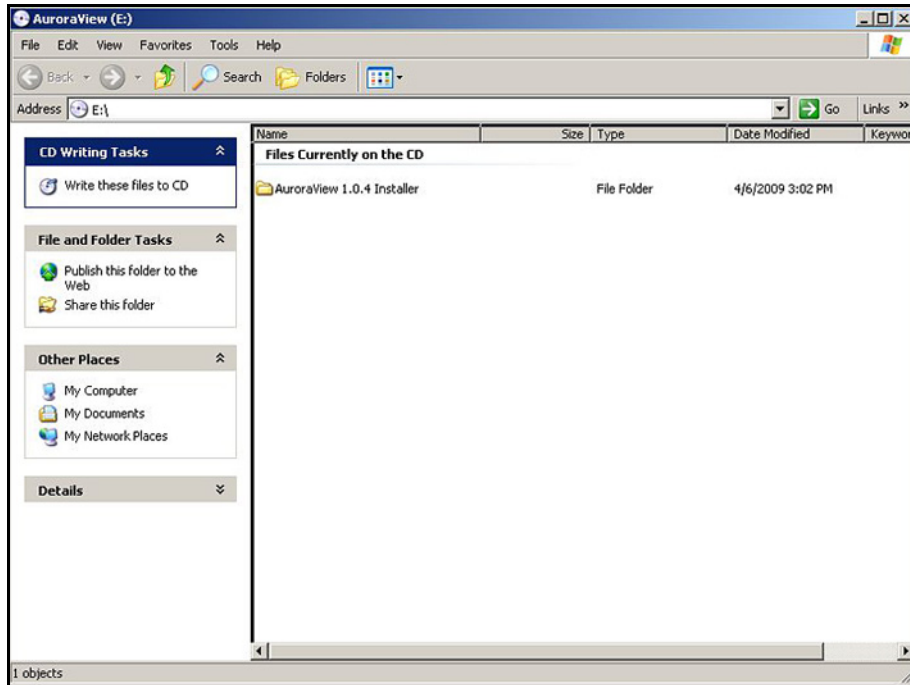 AuroraView (E:)
File Edit View Favorites Tools Help
Back Search Folders
Address E:\ Go Links »
CD Writing Tasks
Write these files to CD
File and Folder Tasks
Publish this folder to the
Web
Share this folder
Other Places
My Computer
My Documents
My Network Places
Details
Name Size Type Date Modified Keywor
Files Currently on the CD
AuroraView 1.0.4 Installer File Folder 4/6/2009 3:02 PM
1 objects